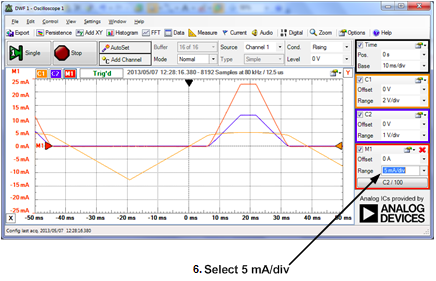 DWF 1 - Oscilloscope 1
File Control View Settings Window Help
Export Persistence Add XY Histogram FFT Data Measure Current Audio Digital Zoom Options
Single Stop AutoSet Add Channel
Buffer 16 of 16 Source Channel 1 Cond. Rising
Mode Normal Type Simple Level 0 V
M1 C1 C2 M1 Trig'd 2013/05/07 12:28:16.380 - 8192 Samples at 80 kHz / 12.5 us Y
25 mA
20 mA
15 mA
10 mA
5 mA
M1
-5 mA
-10 mA
-15 mA
-20 mA
-25 mA
X -50 ms -40 ms -30 ms -20 ms -10 ms 0 ms 10 ms 20 ms 30 ms 40 ms 50 ms
Time
Pos. 0 s
Base 10 ms/div
C1
Offset 0 V
Range 2 V/div
C2
Offset 0 V
Range 1 V/div
M1
Offset 0 A
Range 5 mA/div
C2 / 100
Analog ICs provided by
ANALOG
DEVICES
Config last acq. 2013/05/07 12:28:16.380
6. Select 5 mA/div